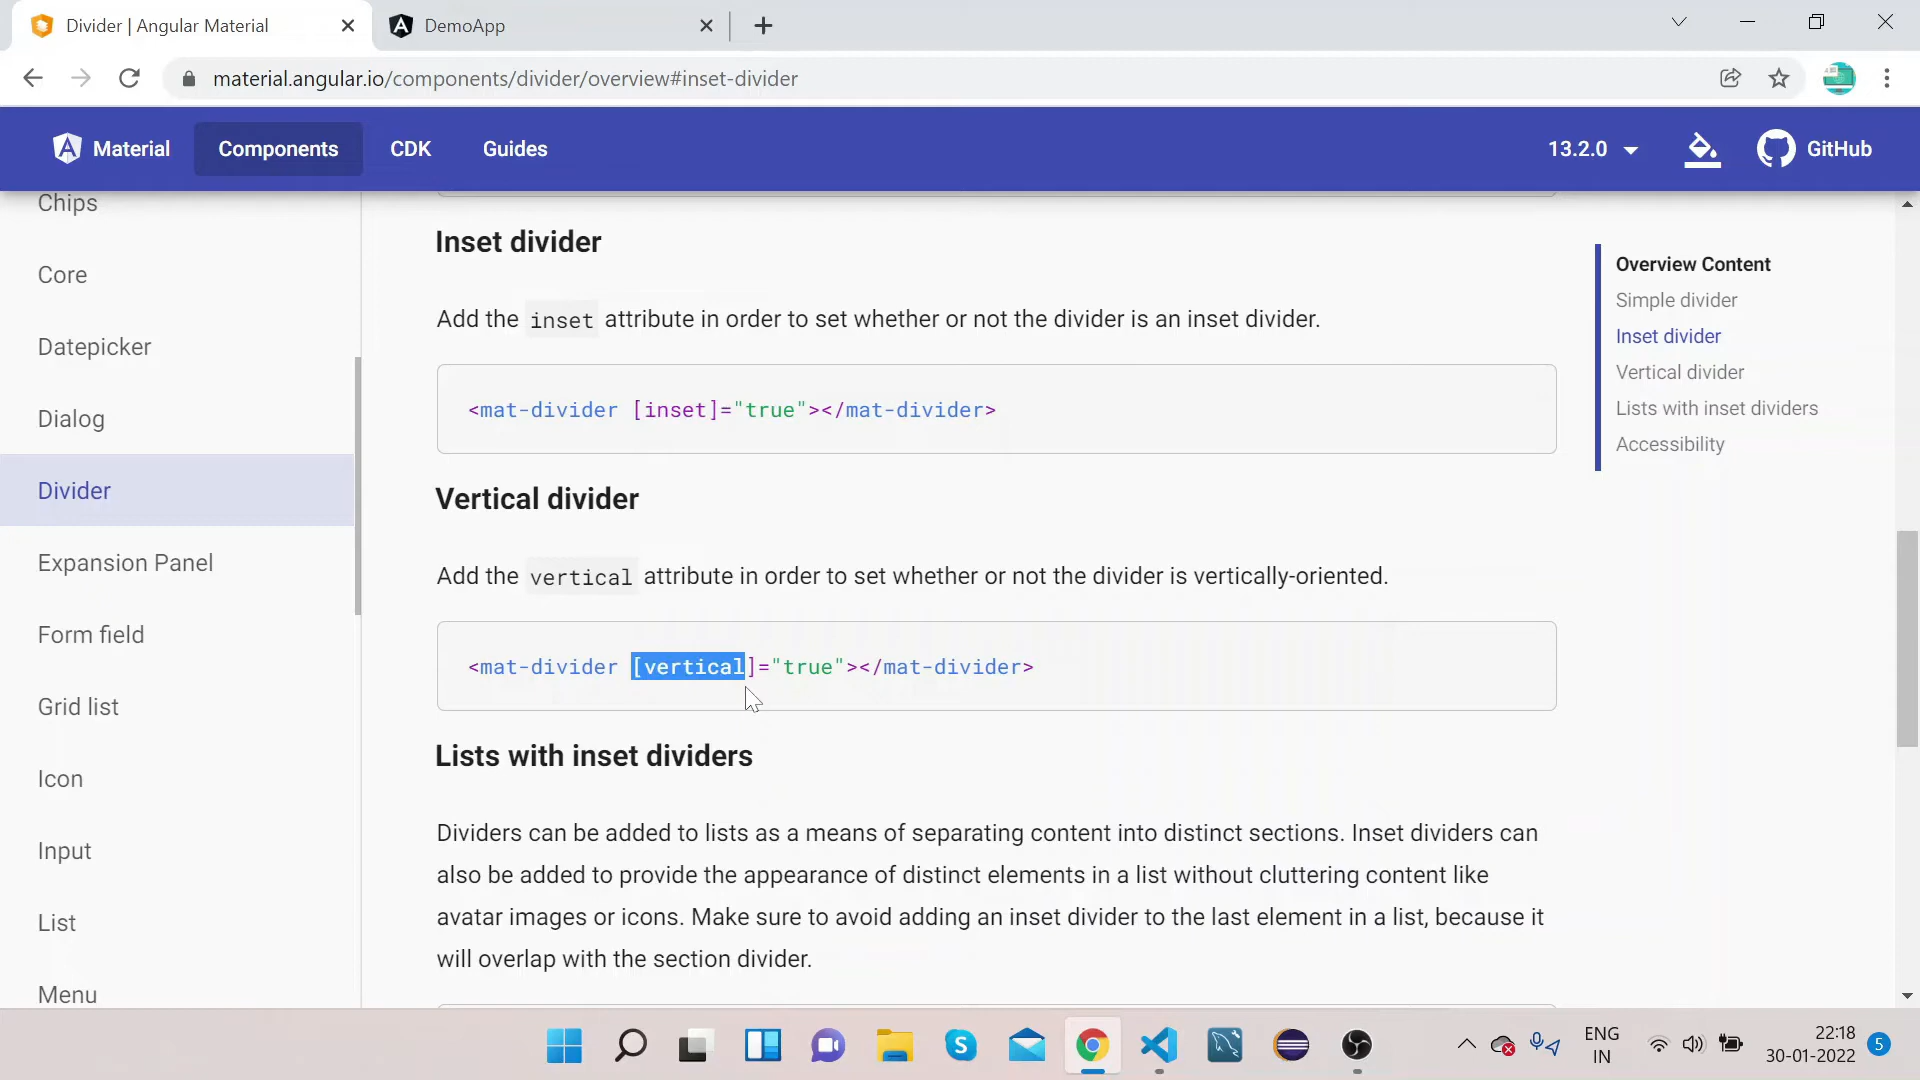 Divider | Angular Material
DemoApp
material.angular.io/components/divider/overview#inset-divider
Material
Components
CDK
Guides
13.2.0
GitHub
Chips
Core
Datepicker
Dialog
Divider
Expansion Panel
Form field
Grid list
Icon
Input
List
Menu
Inset divider
Add the inset attribute in order to set whether or not the divider is an inset divider.
<mat-divider [inset]="true"></mat-divider>
Vertical divider
Add the vertical attribute in order to set whether or not the divider is vertically-oriented.
<mat-divider [vertical]="true"></mat-divider>
Lists with inset dividers
Dividers can be added to lists as a means of separating content into distinct sections. Inset dividers can
also be added to provide the appearance of distinct elements in a list without cluttering content like
avatar images or icons. Make sure to avoid adding an inset divider to the last element in a list, because it
will overlap with the section divider.
Overview Content
Simple divider
Inset divider
Vertical divider
Lists with inset dividers
Accessibility
ENG
IN
22:18
30-01-2022
5